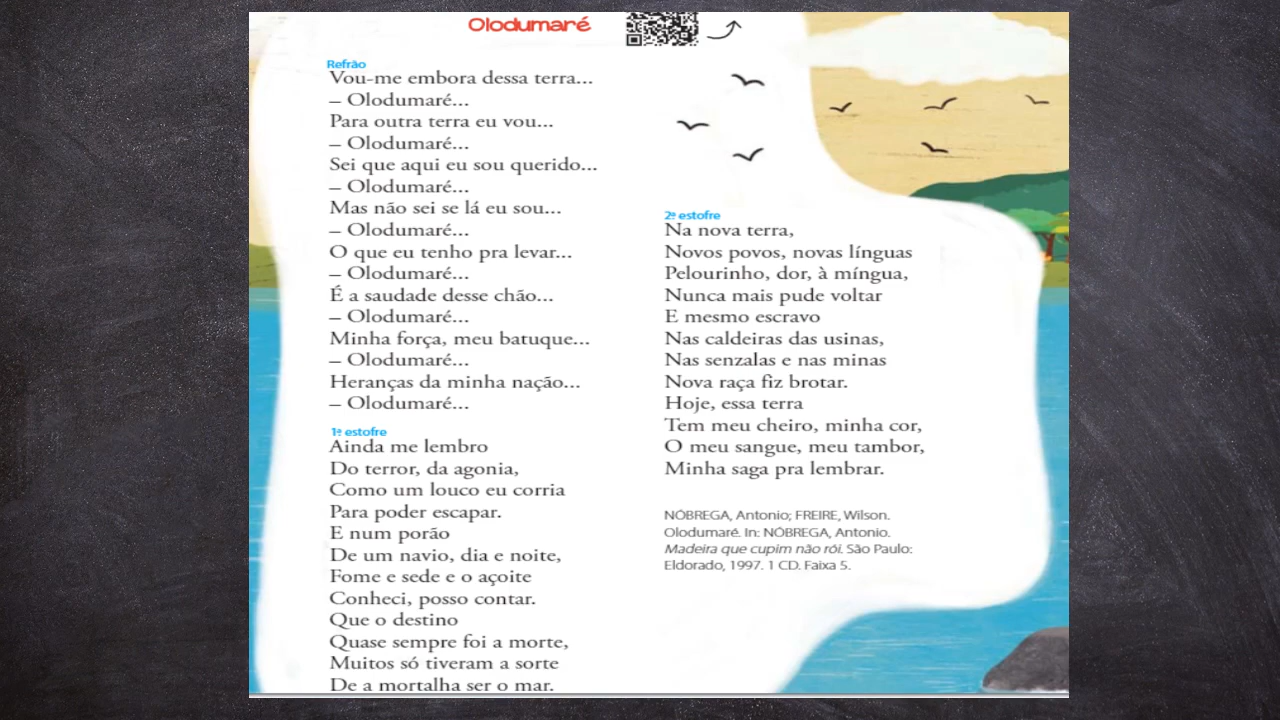 Olodumaré
Refrão
Vou-me embora dessa terra...
– Olodumaré...
Para outra terra eu vou...
– Olodumaré...
Sei que aqui eu sou querido...
– Olodumaré...
Mas não sei se lá eu sou...
– Olodumaré...
O que eu tenho pra levar...
– Olodumaré...
É a saudade desse chão...
– Olodumaré...
Minha força, meu batuque...
– Olodumaré...
Heranças da minha nação...
– Olodumaré...
1ª estofre
Ainda me lembro
Do terror, da agonia,
Como um louco eu corria
Para poder escapar.
E num porão
De um navio, dia e noite,
Fome e sede e o açoite
Conheci, posso contar.
Que o destino
Quase sempre foi a morte,
Muitos só tiveram a sorte
De a mortalha ser o mar.
2ª estofre
Na nova terra,
Novos povos, novas línguas
Pelourinho, dor, à míngua,
Nunca mais pude voltar
E mesmo escravo
Nas caldeiras das usinas,
Nas senzalas e nas minas
Nova raça fiz brotar.
Hoje, essa terra
Tem meu cheiro, minha cor,
O meu sangue, meu tambor,
Minha saga pra lembrar.
NÓBREGA, Antonio; FREIRE, Wilson.
Olodumaré. In: NÓBREGA, Antonio.
Madeira que cupim não rói. São Paulo:
Eldorado, 1997. 1 CD. Faixa 5.